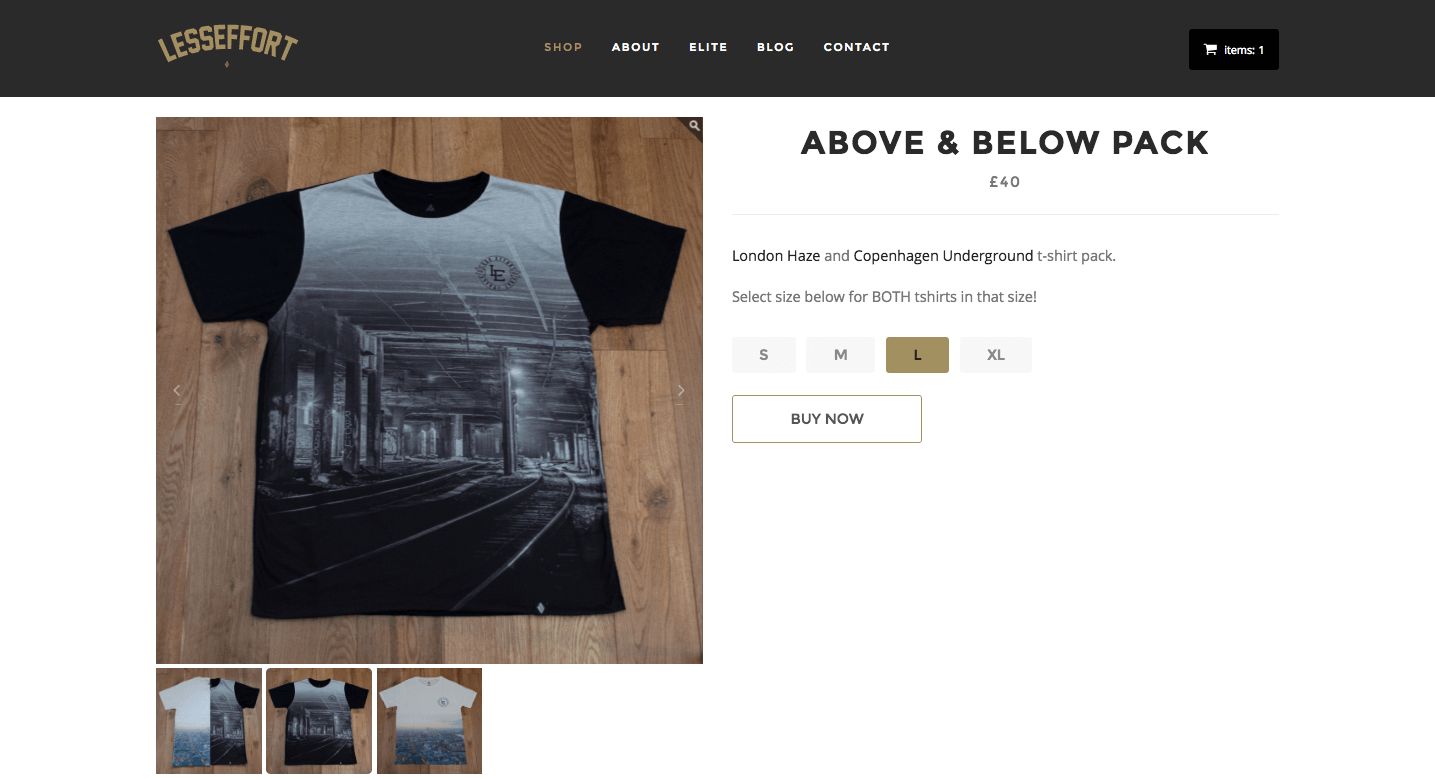 LESSEFFORT
SHOP ABOUT ELITE BLOG CONTACT
items: 1
ABOVE & BELOW PACK
£40
LE
London Haze and Copenhagen Underground t-shirt pack.
Select size below for BOTH tshirts in that size!
S M L XL
BUY NOW